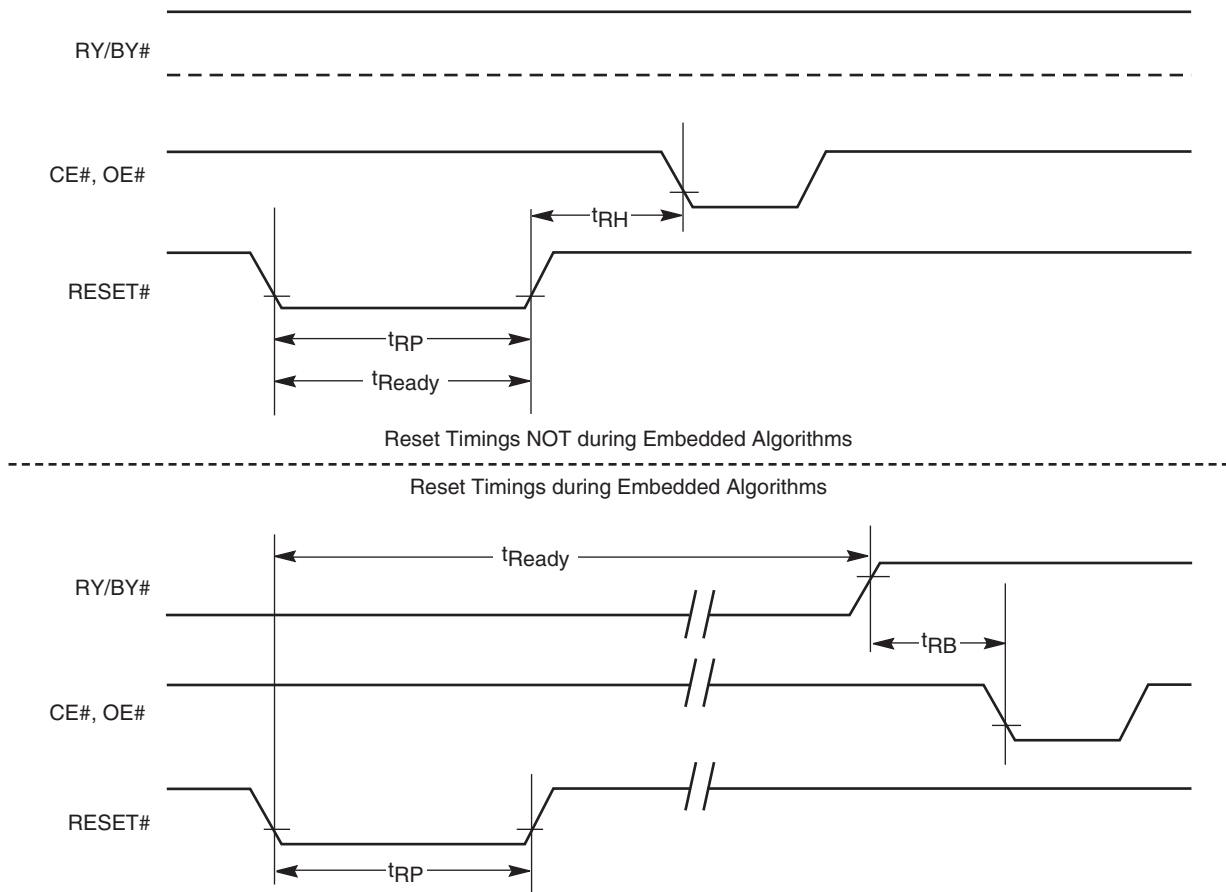 RY/BY#
CE#, OE#
tRH
RESET#
tRP
tReady
Reset Timings NOT during Embedded Algorithms
Reset Timings during Embedded Algorithms
tReady
RY/BY#
tRB
CE#, OE#
RESET#
tRP